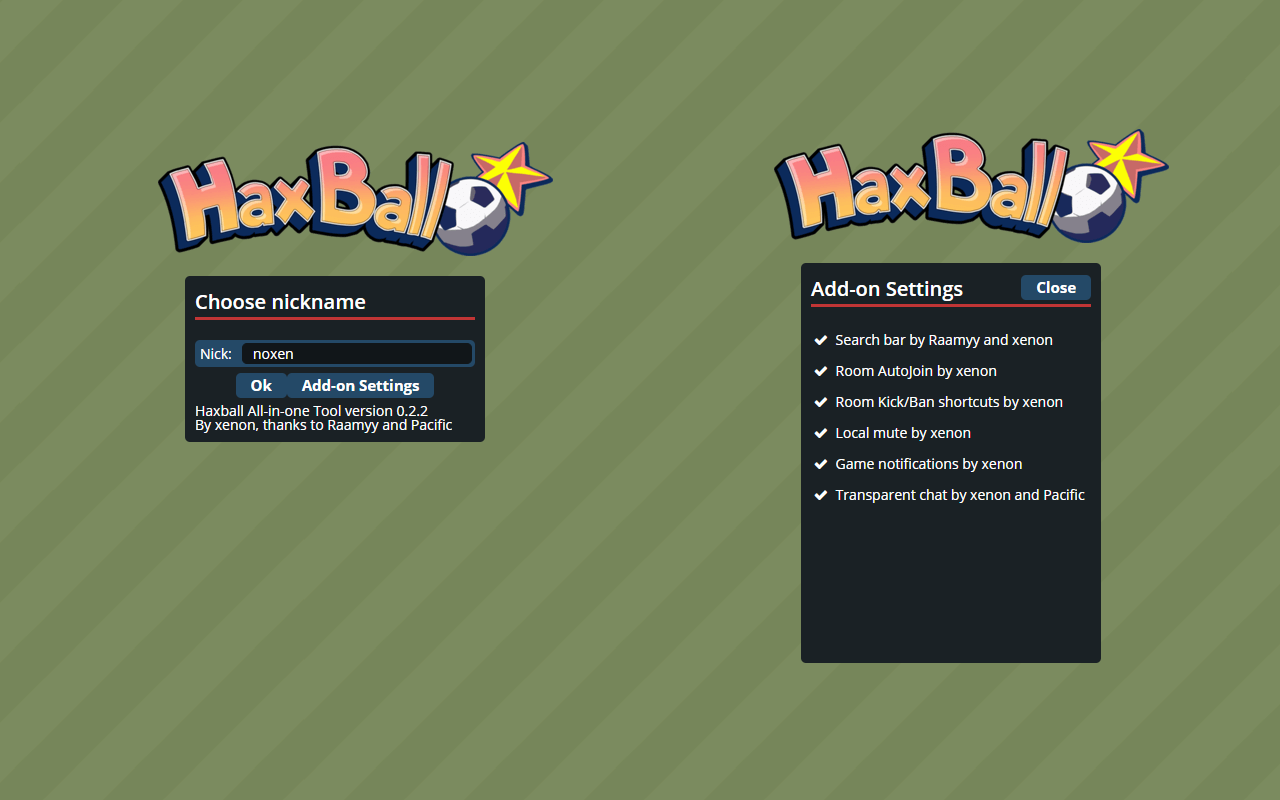 HaxBall
Choose nickname
Nick: noxen
Ok Add-on Settings
Haxball All-in-one Tool version 0.2.2
By xenon, thanks to Raamyy and Pacific
HaxBall
Add-on Settings Close
Search bar by Raamyy and xenon
Room AutoJoin by xenon
Room Kick/Ban shortcuts by xenon
Local mute by xenon
Game notifications by xenon
Transparent chat by xenon and Pacific